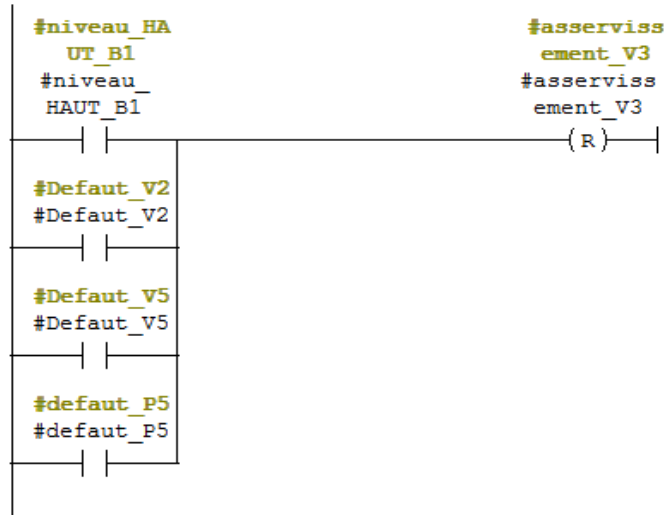 #niveau_HA
UT_B1
#niveau_
HAUT_B1
#asserviss
ement_V3
#asserviss
ement_V3
R
#Defaut_V2
#Defaut_V2
#Defaut_V5
#Defaut_V5
#defaut_P5
#defaut_P5